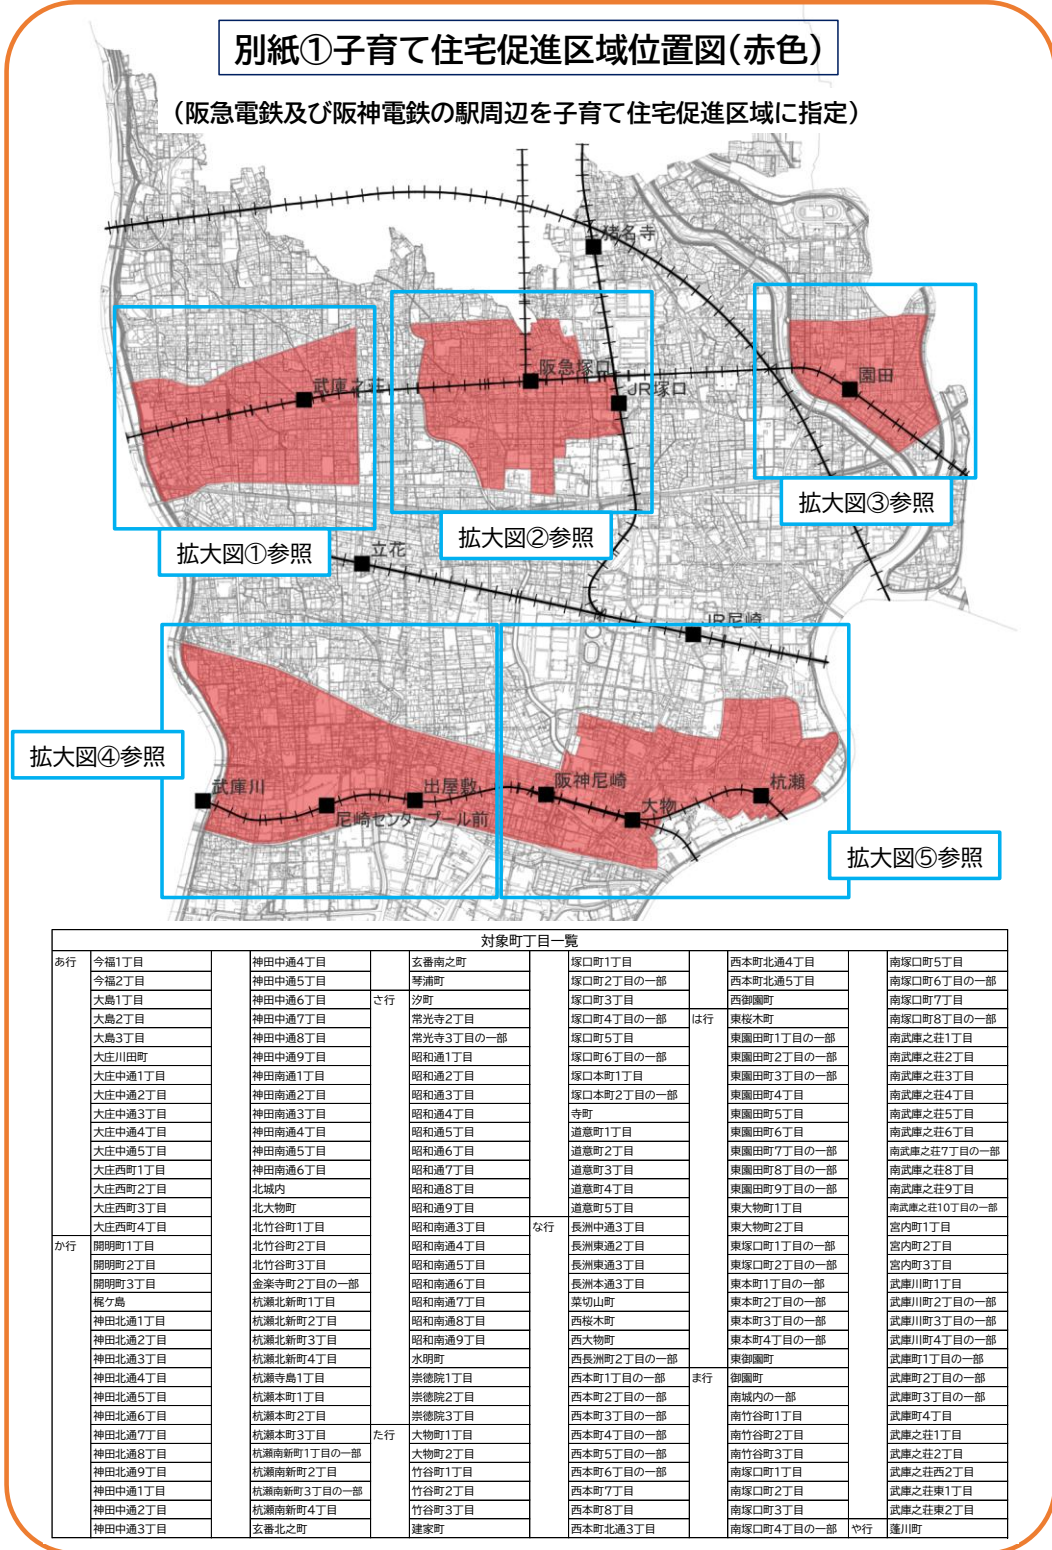 別紙①子育て住宅促進区域位置図(赤色)
(阪急電鉄及び阪神電鉄の駅周辺を子育て住宅促進区域に指定)
猪名寺
阪急塚口
武庫之荘
JR塚口
園田
拡大図③参照
拡大図②参照
拡大図①参照
立花
JR尼崎
拡大図④参照
武庫川
出屋敷
阪神尼崎
杭瀬
大物
尼崎センタープール前
拡大図⑤参照
対象町丁目一覧
あ行 今福1丁目 神田中通4丁目 玄番南之町 塚口町1丁目 西本町北通4丁目 南塚口町5丁目
今福2丁目 神田中通5丁目 琴浦町 塚口町2丁目の一部 西本町北通5丁目 南塚口町6丁目の一部
大島1丁目 神田中通6丁目 さ行 汐町 塚口町3丁目 西御園町 南塚口町7丁目
大島2丁目 神田中通7丁目 常光寺2丁目 塚口町4丁目の一部 は行 東桜木町 南塚口町8丁目の一部
大島3丁目 神田中通8丁目 常光寺3丁目の一部 塚口町5丁目 東園田町1丁目の一部 南武庫之荘1丁目
大庄川田町 神田中通9丁目 昭和通1丁目 塚口町6丁目の一部 東園田町2丁目の一部 南武庫之荘2丁目
大庄中通1丁目 神田南通1丁目 昭和通2丁目 塚口本町1丁目 東園田町3丁目の一部 南武庫之荘3丁目
大庄中通2丁目 神田南通2丁目 昭和通3丁目 塚口本町2丁目の一部 東園田町4丁目 南武庫之荘4丁目
大庄中通3丁目 神田南通3丁目 昭和通4丁目 寺町 東園田町5丁目 南武庫之荘5丁目
大庄中通4丁目 神田南通4丁目 昭和通5丁目 道意町1丁目 東園田町6丁目 南武庫之荘6丁目
大庄中通5丁目 神田南通5丁目 昭和通6丁目 道意町2丁目 東園田町7丁目の一部 南武庫之荘7丁目の一部
大庄西町1丁目 神田南通6丁目 昭和通7丁目 道意町3丁目 東園田町8丁目の一部 南武庫之荘8丁目
大庄西町2丁目 北城内 昭和通8丁目 道意町4丁目 東園田町9丁目の一部 南武庫之荘9丁目
大庄西町3丁目 北大物町 昭和通9丁目 道意町5丁目 東大物町1丁目 南武庫之荘10丁目の一部
大庄西町4丁目 北竹谷町1丁目 昭和南通3丁目 な行 長洲中通3丁目 東大物町2丁目 宮内町1丁目
か行 開明町1丁目 北竹谷町2丁目 昭和南通4丁目 長洲東通2丁目 東塚口町1丁目の一部 宮内町2丁目
開明町2丁目 北竹谷町3丁目 昭和南通5丁目 長洲東通3丁目 東塚口町2丁目の一部 宮内町3丁目
開明町3丁目 金楽寺町2丁目の一部 昭和南通6丁目 長洲本通3丁目 東本町1丁目の一部 武庫川町1丁目
梶ケ島 杭瀬北新町1丁目 昭和南通7丁目 菜切山町 東本町2丁目の一部 武庫川町2丁目の一部
神田北通1丁目 杭瀬北新町2丁目 昭和南通8丁目 西桜木町 東本町3丁目の一部 武庫川町3丁目の一部
神田北通2丁目 杭瀬北新町3丁目 昭和南通9丁目 西大物町 東本町4丁目の一部 武庫川町4丁目の一部
神田北通3丁目 杭瀬北新町4丁目 水明町 西長洲町2丁目の一部 東御園町 武庫町1丁目の一部
神田北通4丁目 杭瀬寺島1丁目 崇徳院1丁目 西本町1丁目の一部 ま行 御園町 武庫町2丁目の一部
神田北通5丁目 杭瀬本町1丁目 崇徳院2丁目 西本町2丁目の一部 南城内の一部 武庫町3丁目の一部
神田北通6丁目 杭瀬本町2丁目 崇徳院3丁目 西本町3丁目の一部 南竹谷町1丁目 武庫町4丁目
神田北通7丁目 杭瀬本町3丁目 た行 大物町1丁目 西本町4丁目の一部 南竹谷町2丁目 武庫之荘1丁目
神田北通8丁目 杭瀬南新町1丁目の一部 大物町2丁目 西本町5丁目の一部 南竹谷町3丁目 武庫之荘2丁目
神田北通9丁目 杭瀬南新町2丁目 竹谷町1丁目 西本町6丁目の一部 南塚口町1丁目 武庫之荘西2丁目
神田中通1丁目 杭瀬南新町3丁目の一部 竹谷町2丁目 西本町7丁目 南塚口町2丁目 武庫之荘東1丁目
神田中通2丁目 杭瀬南新町4丁目 竹谷町3丁目 西本町8丁目 南塚口町3丁目 武庫之荘東2丁目
神田中通3丁目 玄番北之町 建家町 西本町北通3丁目 南塚口町4丁目の一部 や行 蓬川町